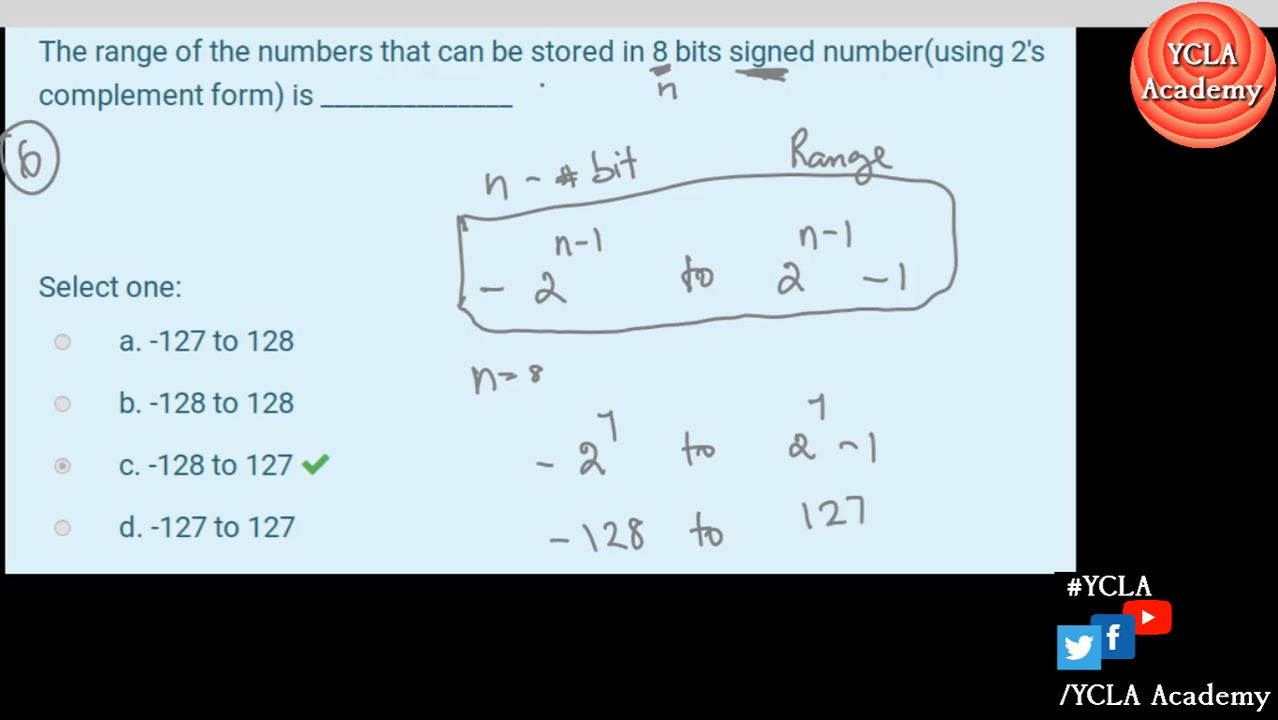 The range of the numbers that can be stored in 8 bits signed number(using 2's
complement form) is ______________
n
6
n - # bit
Range
- 2^(n-1) to 2^(n-1) - 1
Select one:
a. -127 to 128
b. -128 to 128
c. -128 to 127
d. -127 to 127
n = 8
- 2^7 to 2^7 - 1
- 128 to 127
YCLA
Academy
#YCLA
f
/YCLA Academy